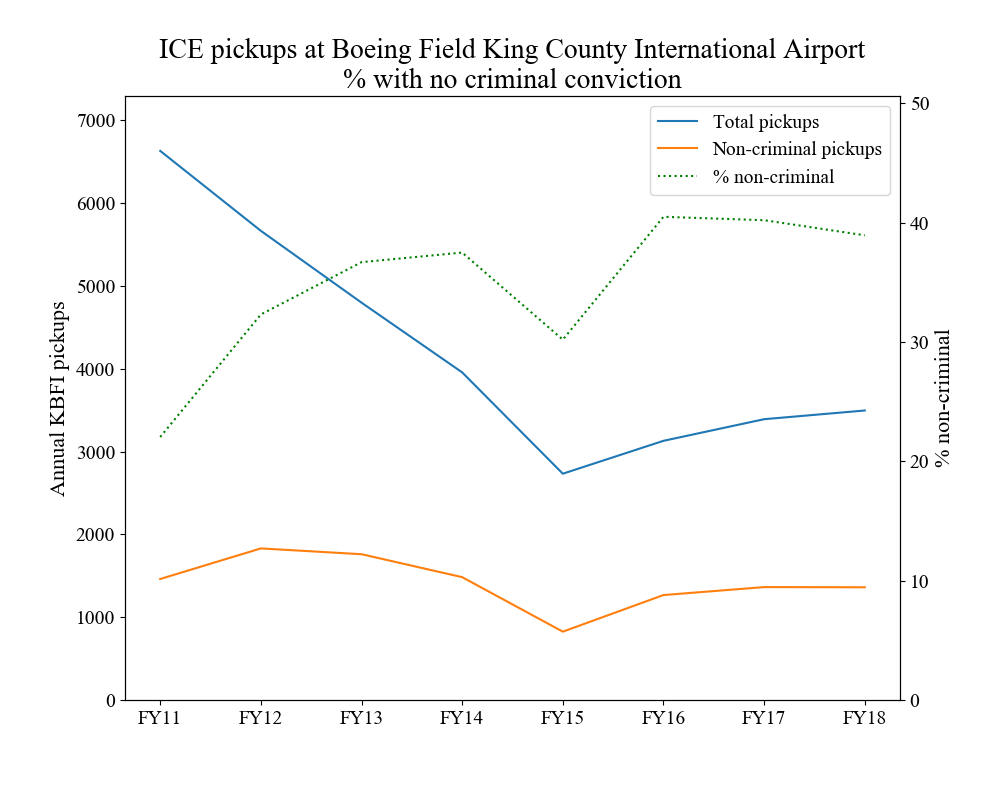 ICE pickups at Boeing Field King County International Airport
% with no criminal conviction
Total pickups
Non-criminal pickups
% non-criminal
Annual KBFI pickups
7000
6000
5000
4000
3000
2000
1000
0
50
40
30
20
10
0
% non-criminal
FY11 FY12 FY13 FY14 FY15 FY16 FY17 FY18